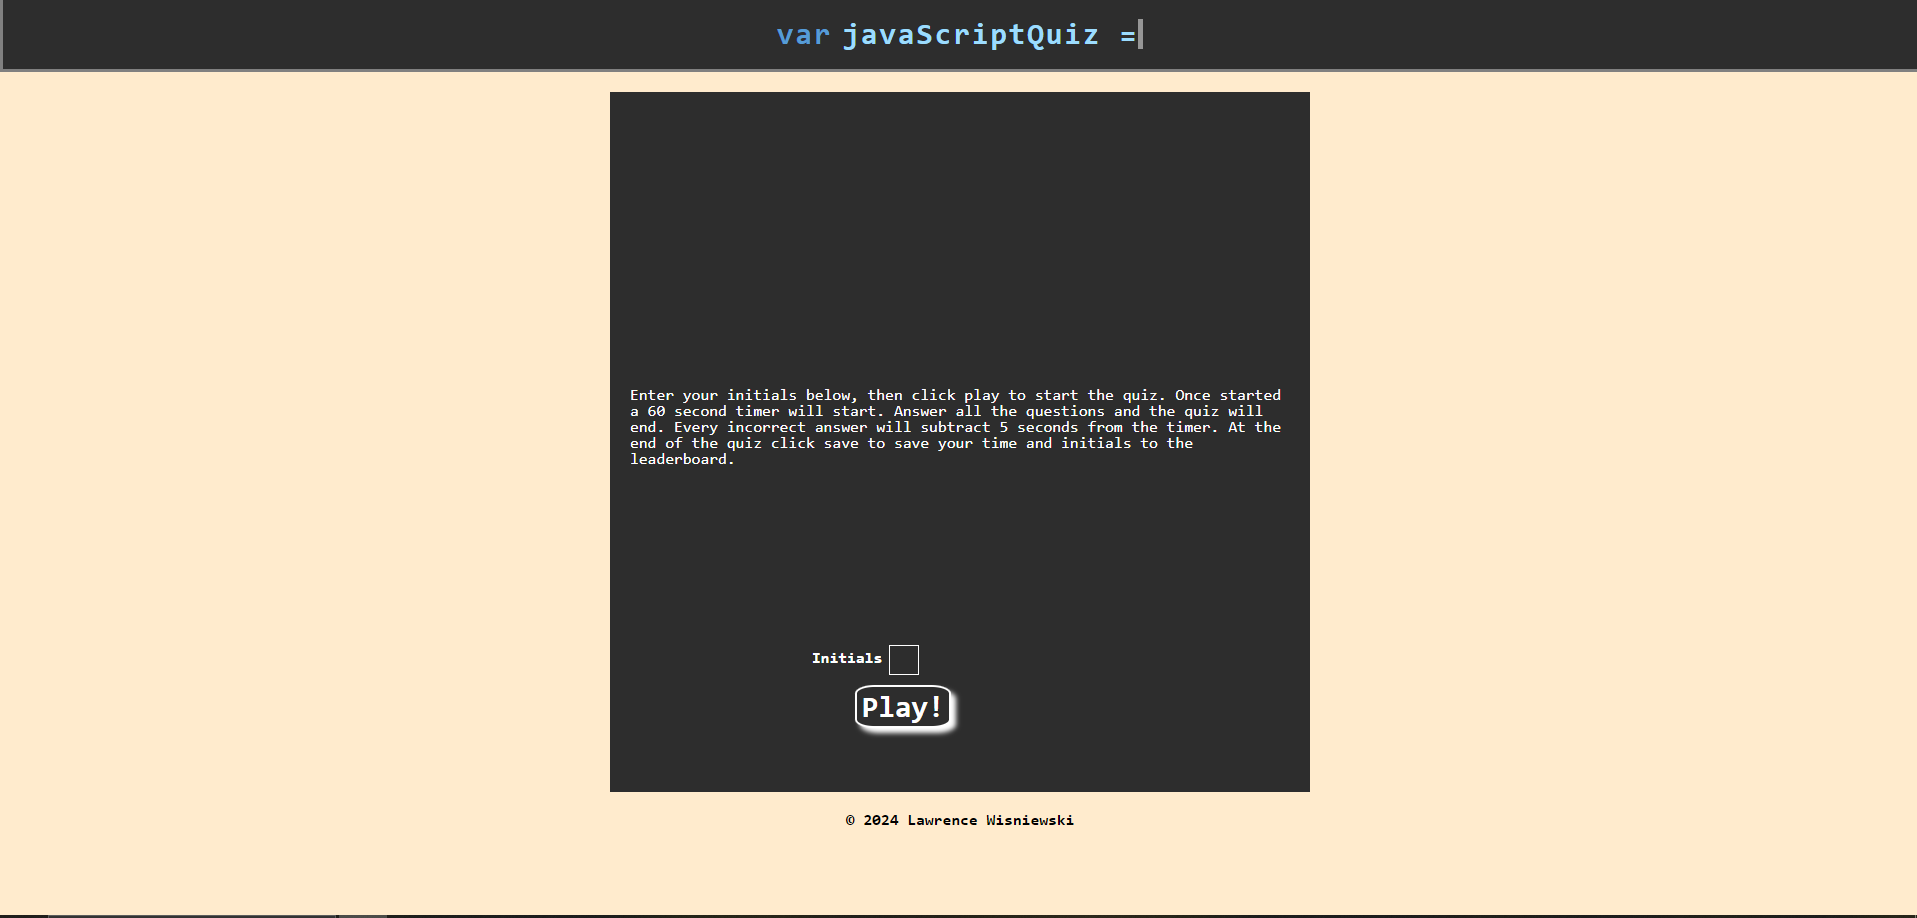 var javaScriptQuiz =
Enter your initials below, then click play to start the quiz. Once started
a 60 second timer will start. Answer all the questions and the quiz will
end. Every incorrect answer will subtract 5 seconds from the timer. At the
end of the quiz click save to save your time and initials to the
leaderboard.
Initials
Play!
© 2024 Lawrence Wisniewski